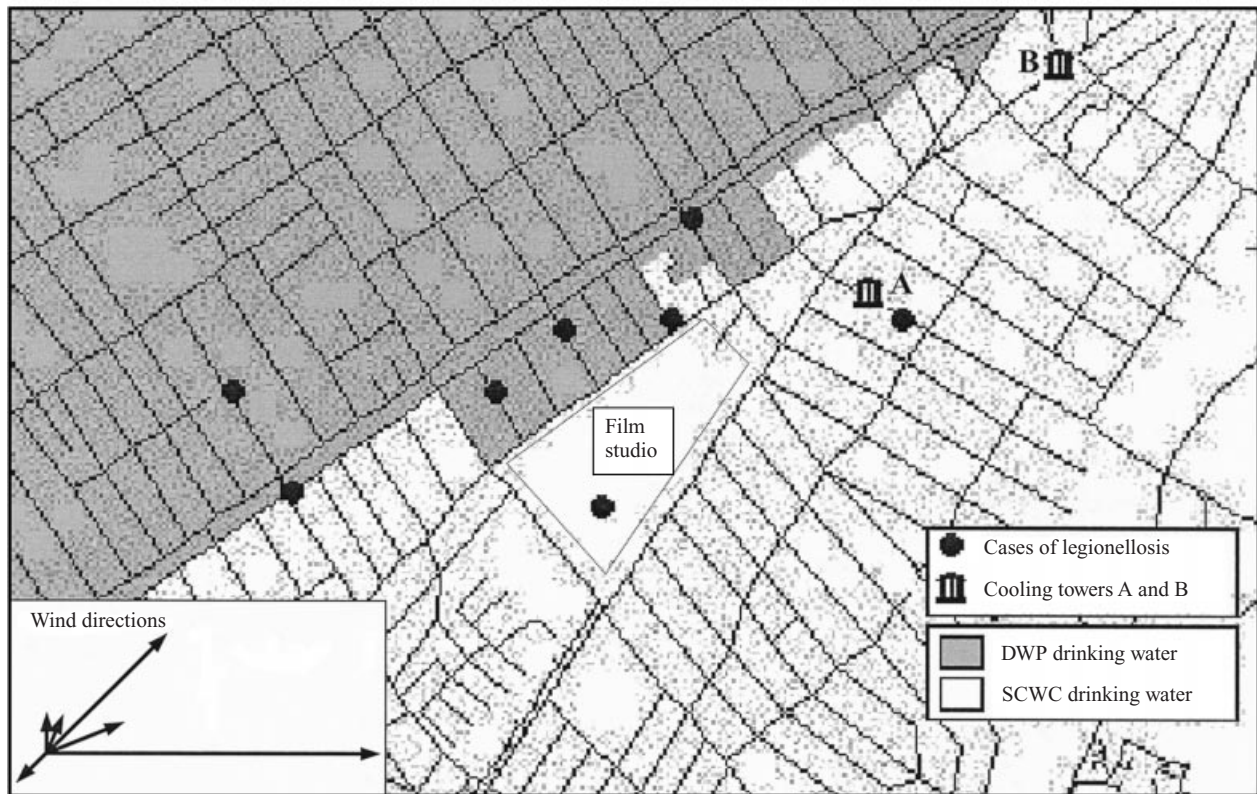 B
A
Film
studio
Cases of legionellosis
Cooling towers A and B
DWP drinking water
SCWC drinking water
Wind directions